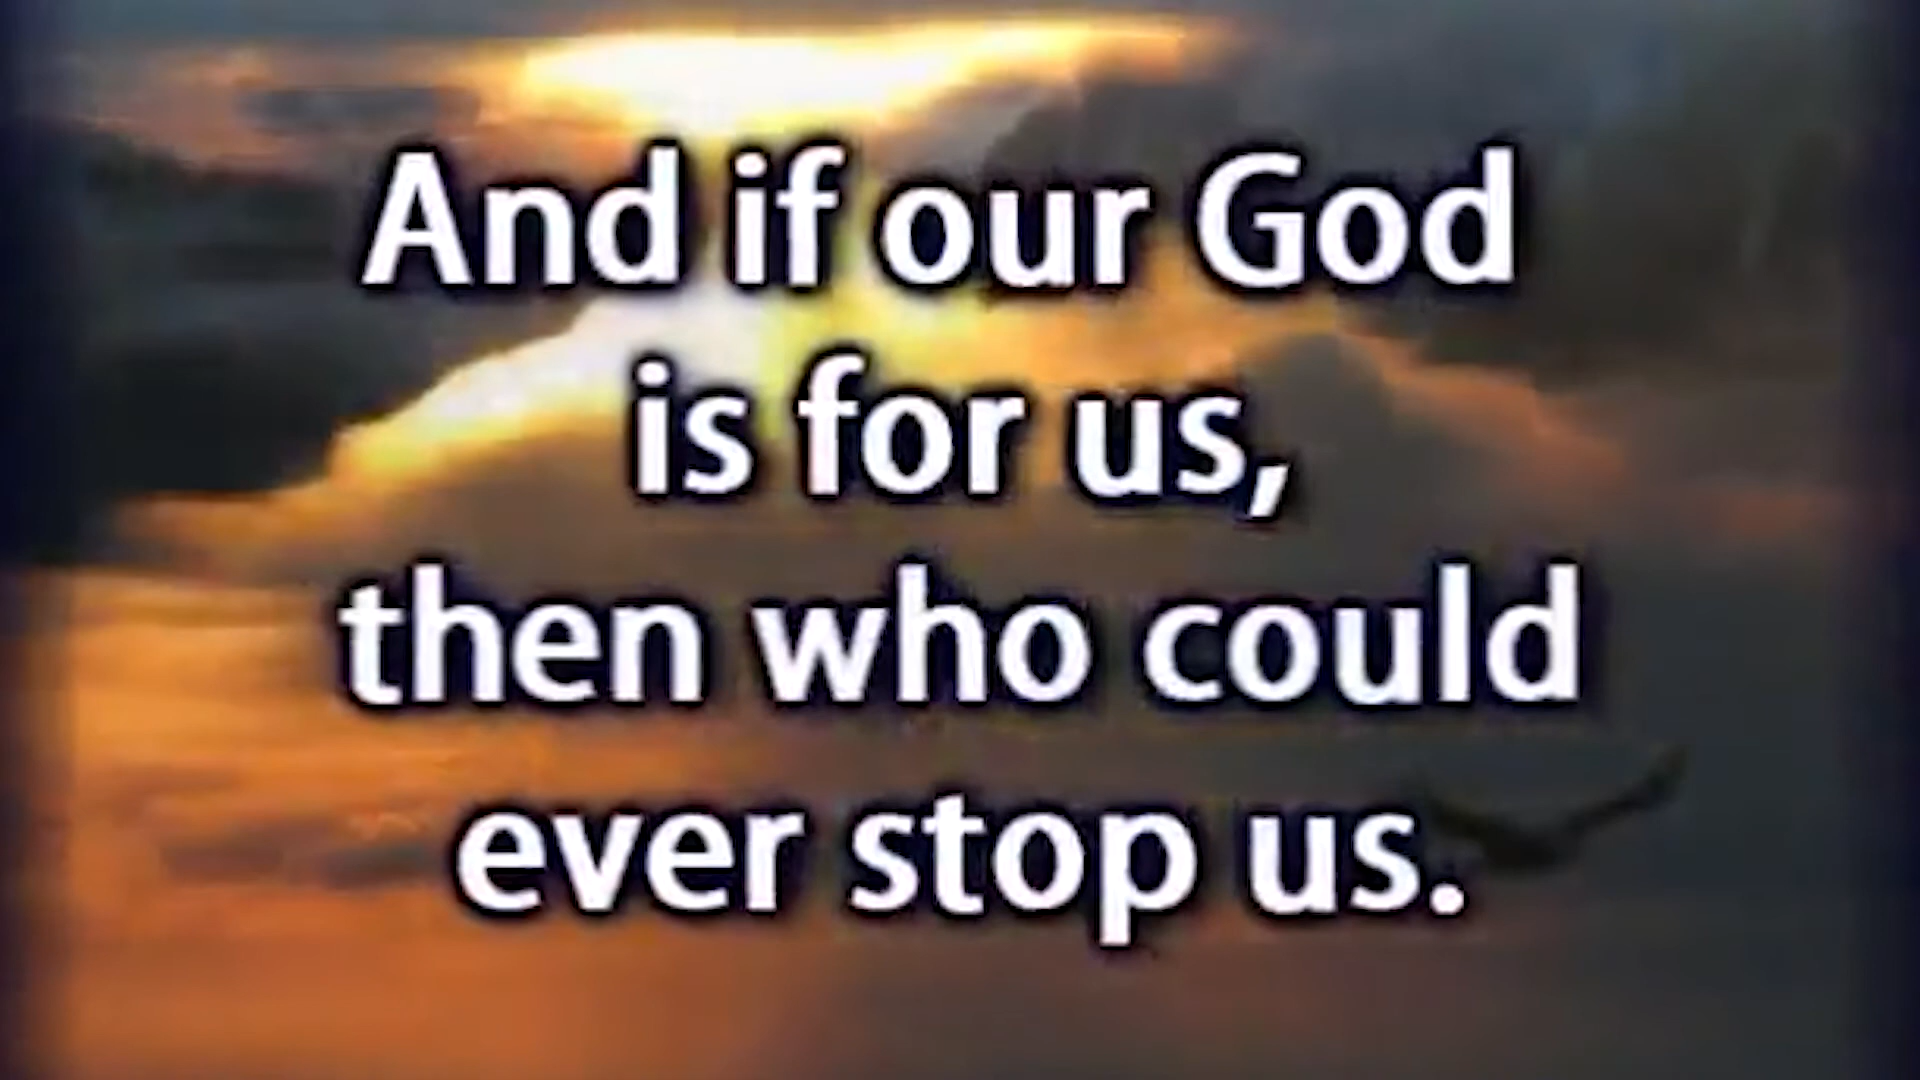 And if our God
is for us,
then who could
ever stop us.